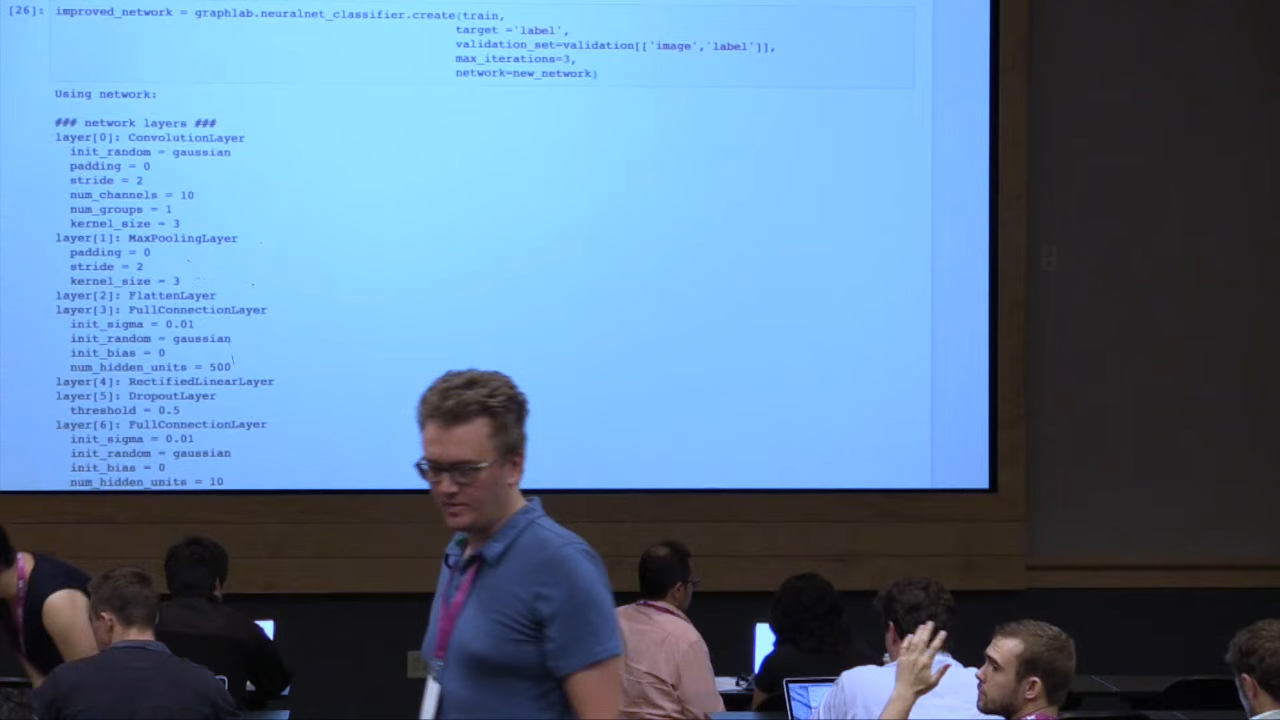 [26]: improved_network = graphlab.neuralnet_classifier.create(train,
target ='label',
validation_set=validation[['image','label']],
max_iterations=3,
network=new_network)
Using network:
### network layers ###
layer[0]: ConvolutionLayer
init_random = gaussian
padding = 0
stride = 2
num_channels = 10
num_groups = 1
kernel_size = 3
layer[1]: MaxPoolingLayer
padding = 0
stride = 2
kernel_size = 3
layer[2]: FlattenLayer
layer[3]: FullConnectionLayer
init_sigma = 0.01
init_random = gaussian
init_bias = 0
num_hidden_units = 500
layer[4]: RectifiedLinearLayer
layer[5]: DropoutLayer
threshold = 0.5
layer[6]: FullConnectionLayer
init_sigma = 0.01
init_random = gaussian
init_bias = 0
num_hidden_units = 10